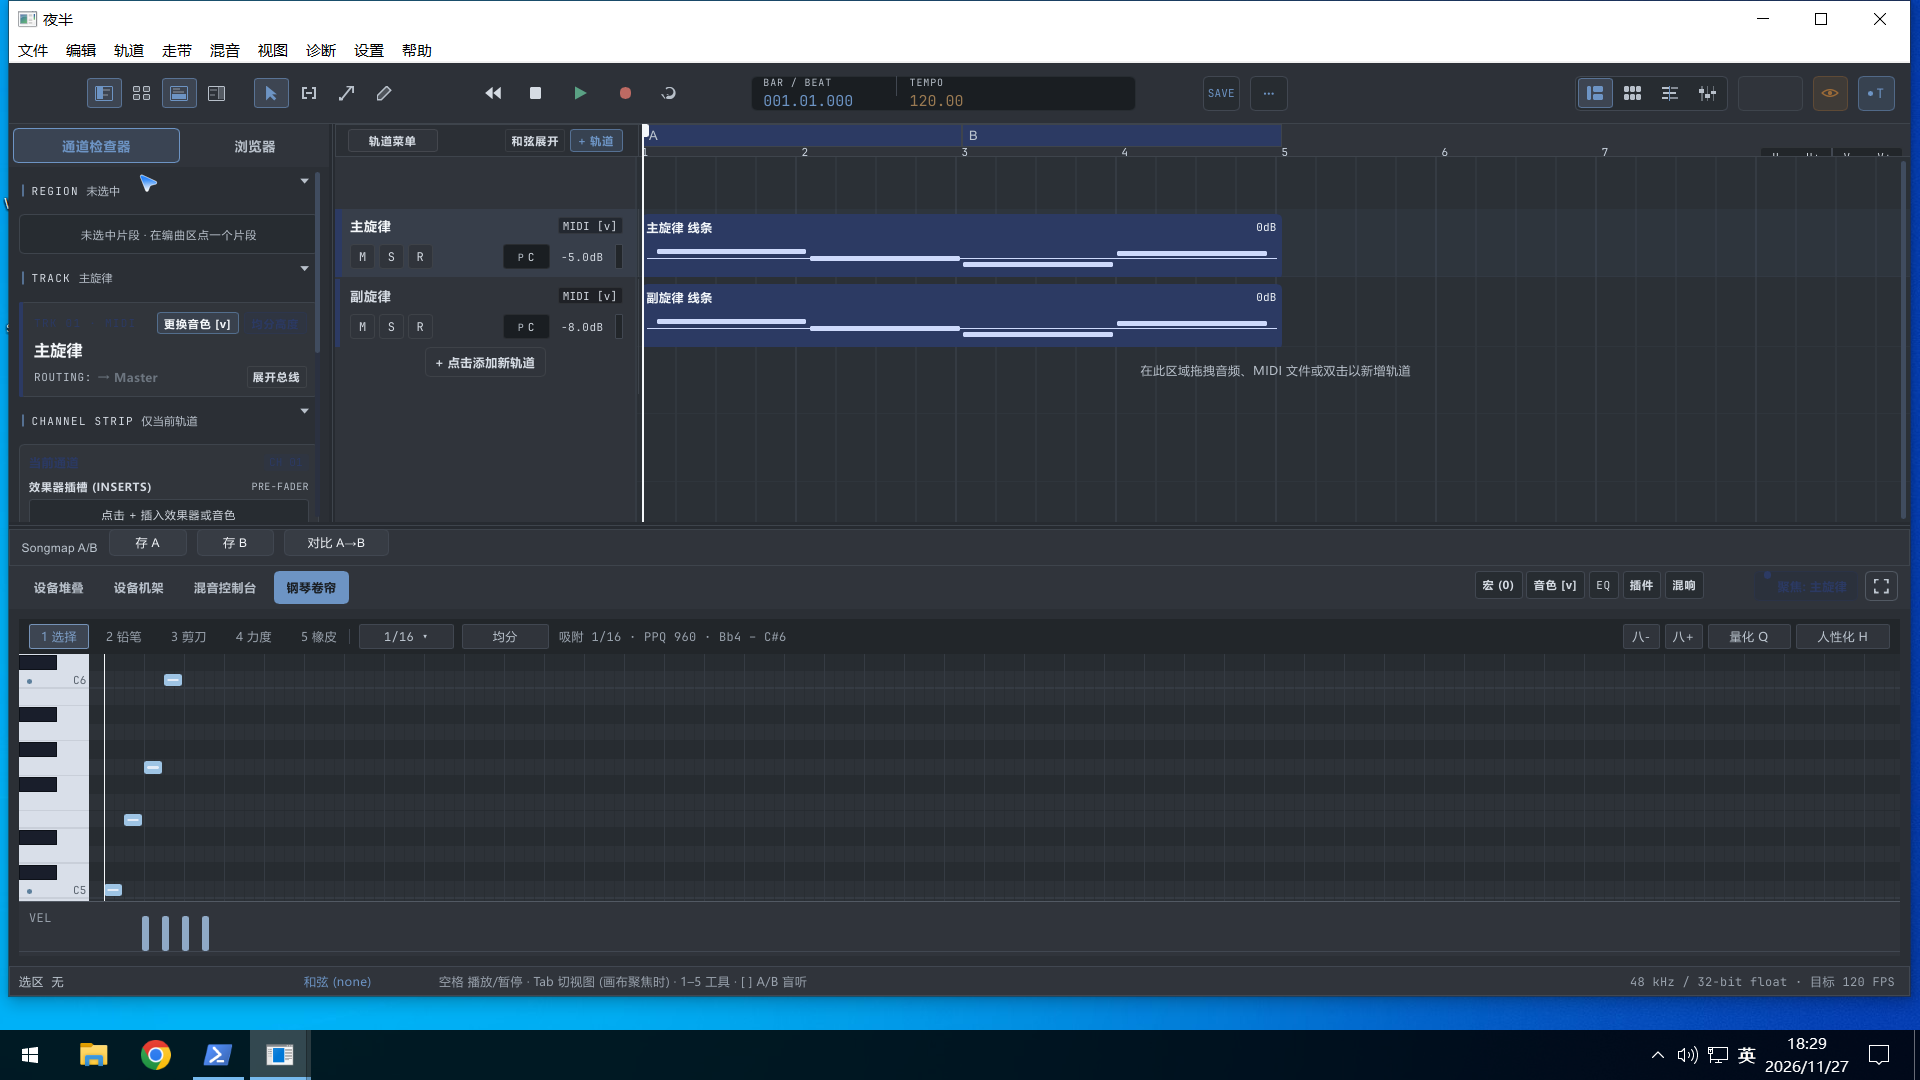 夜半
文件 编辑 轨道 走带 混音 视图 诊断 设置 帮助
BAR / BEAT TEMPO
001.01.000 120.00
SAVE ...
• T
通道检查器 浏览器
轨道菜单 和弦展开 + 轨道
A B
1 2 3 4 5 6 7
REGION 未选中
未选中片段 · 在编曲区点一个片段
TRACK 主旋律
更换音色 [v]
主旋律
ROUTING: → Master 展开总线
CHANNEL STRIP 仅当前轨道
效果器插槽 (INSERTS) PRE-FADER
点击 + 插入效果器或音色
主旋律 MIDI [v]
M S R P C -5.0dB
副旋律 MIDI [v]
M S R P C -8.0dB
+ 点击添加新轨道
主旋律 线条 0dB
副旋律 线条 0dB
在此区域拖拽音频、MIDI 文件或双击以新增轨道
Songmap A/B 存 A 存 B 对比 A→B
设备堆叠 设备机架 混音控制台 钢琴卷帘
宏 (0) 音色 [v] EQ 插件 混响 聚焦: 主旋律
1 选择 2 铅笔 3 剪刀 4 力度 5 橡皮 1/16 均分 吸附 1/16 · PPQ 960 · Bb4 – C#6
八- 八+ 量化 Q 人性化 H
C6
C5
VEL
选区 无 和弦 (none) 空格 播放/暂停 · Tab 切视图 (画布聚焦时) · 1–5 工具 · [ ] A/B 盲听
48 kHz / 32-bit float · 目标 120 FPS
英
18:29
2026/11/27